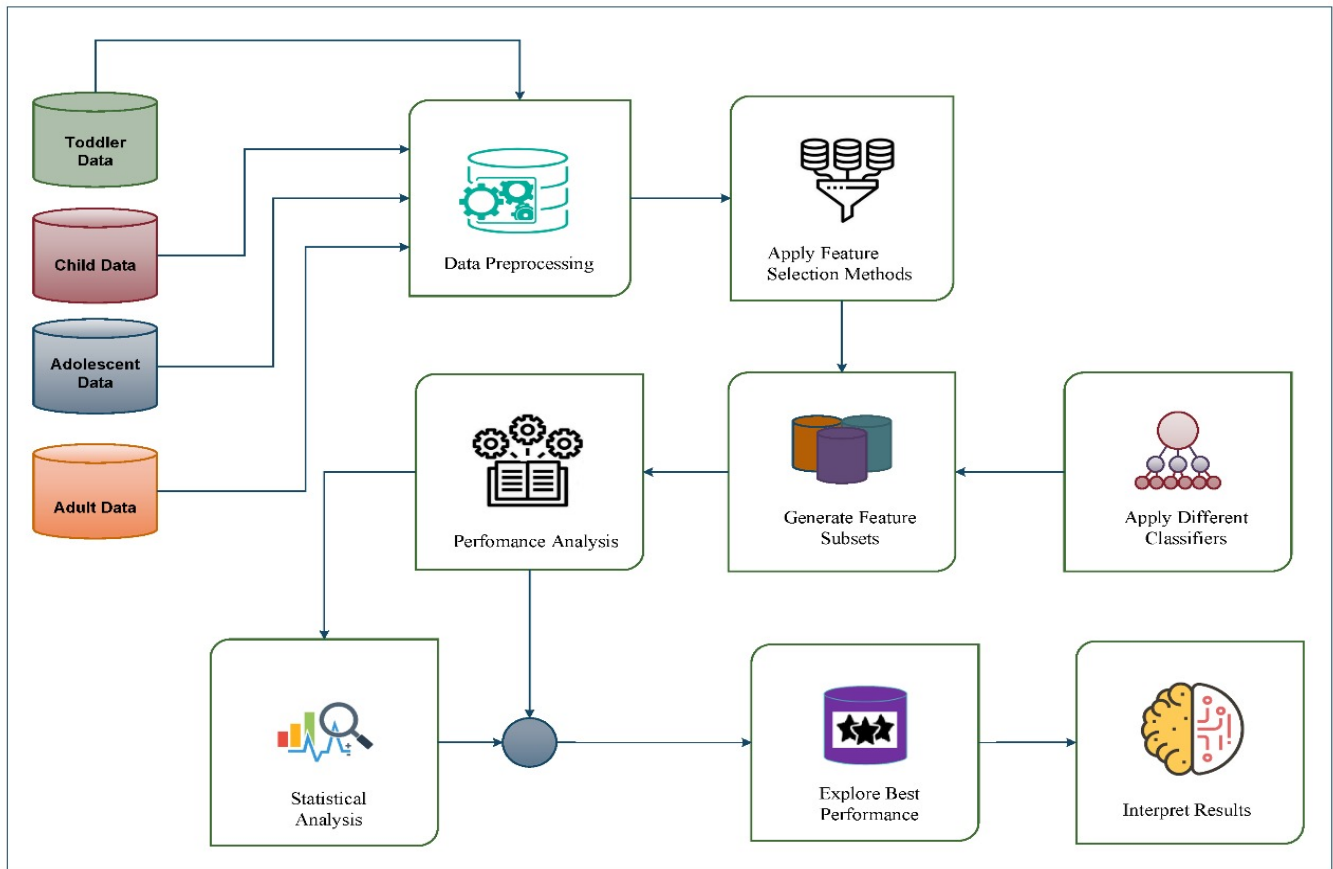 Toddler
Data
Child Data
Adolescent
Data
Adult Data
Data Preprocessing
Apply Feature
Selection Methods
Perfomance Analysis
Generate Feature
Subsets
Apply Different
Classifiers
Statistical
Analysis
Explore Best
Performance
Interpret Results